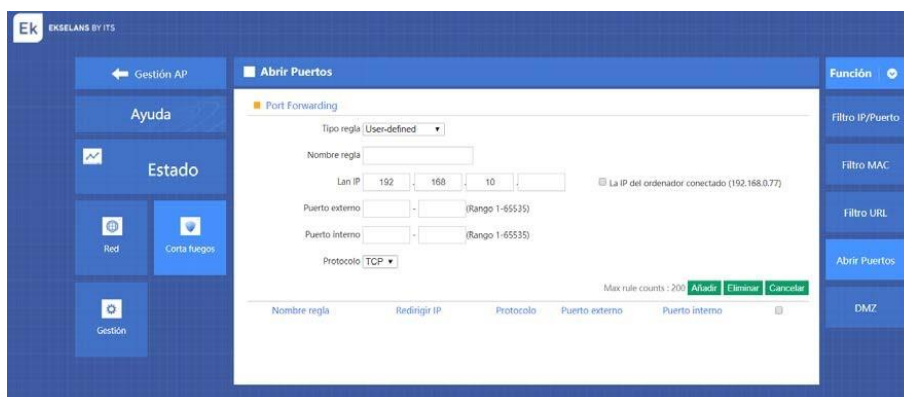 Ek EKSELANS BY ITS
Gestión AP
Ayuda
Estado
Red
Corta fuegos
Gestión
Abrir Puertos
Port Forwarding
Tipo regla User-defined
Nombre regla
Lan IP 192 . 168 . 10 .
La IP del ordenador conectado (192.168.0.77)
Puerto externo - (Rango 1-65535)
Puerto interno - (Rango 1-65535)
Protocolo TCP
Max rule counts : 200 Añadir Eliminar Cancelar
Nombre regla Redirigir IP Protocolo Puerto externo Puerto interno
Función
Filtro IP/Puerto
Filtro MAC
Filtro URL
Abrir Puertos
DMZ